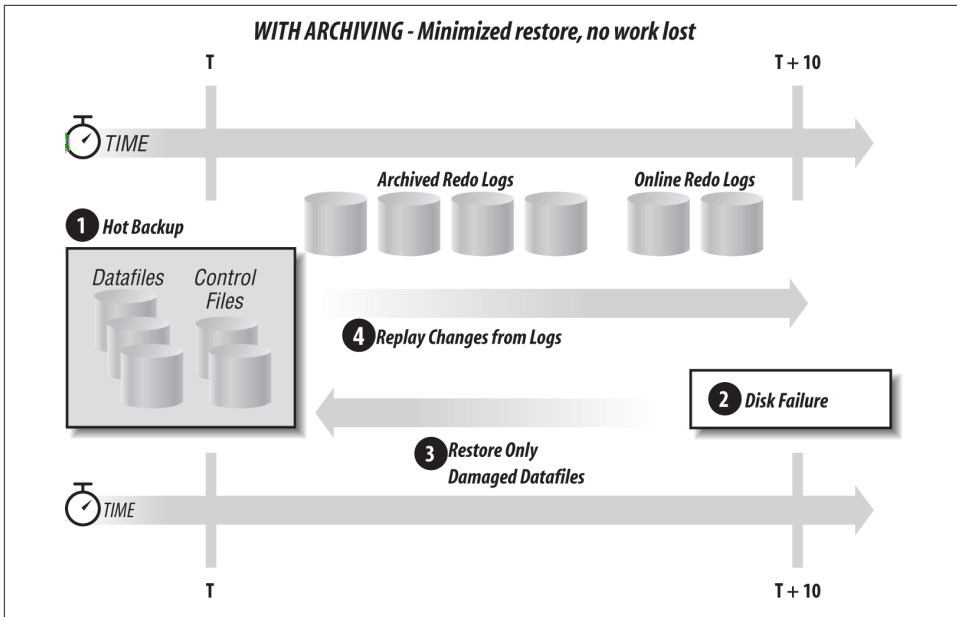 WITH ARCHIVING - Minimized restore, no work lost
T
T + 10
TIME
Archived Redo Logs
Online Redo Logs
1 Hot Backup
Datafiles
Control
Files
4 Replay Changes from Logs
2 Disk Failure
3 Restore Only
Damaged Datafiles
TIME
T
T + 10